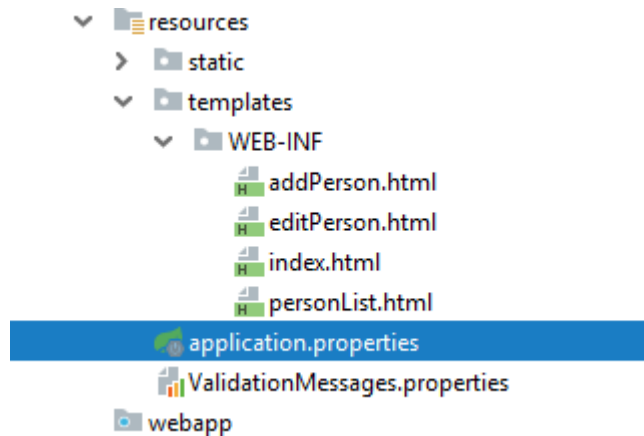 resources
static
templates
WEB-INF
addPerson.html
editPerson.html
index.html
personList.html
application.properties
ValidationMessages.properties
webapp